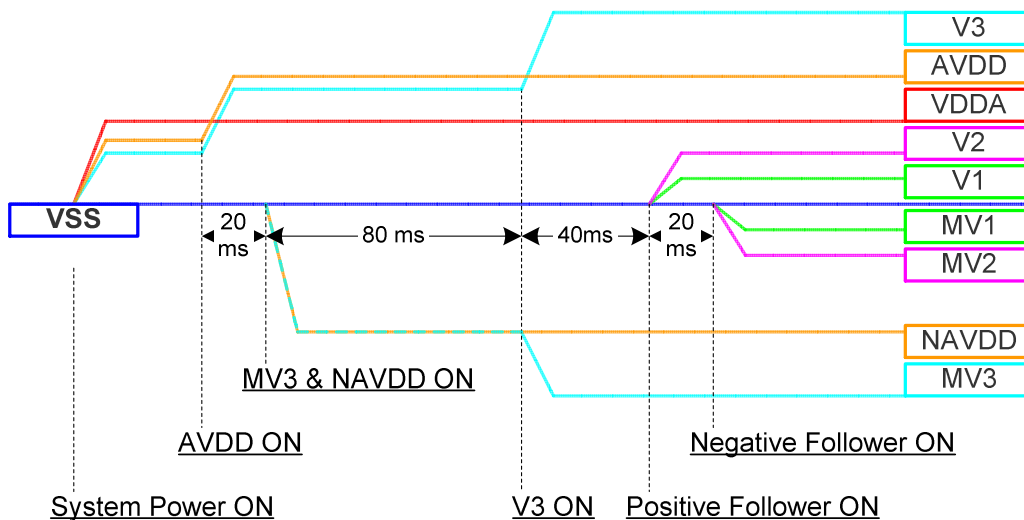 V3
AVDD
VDDA
V2
V1
VSS
20
ms
80 ms
40ms
20
ms
MV1
MV2
NAVDD
MV3
MV3 & NAVDD ON
AVDD ON
Negative Follower ON
System Power ON
V3 ON
Positive Follower ON